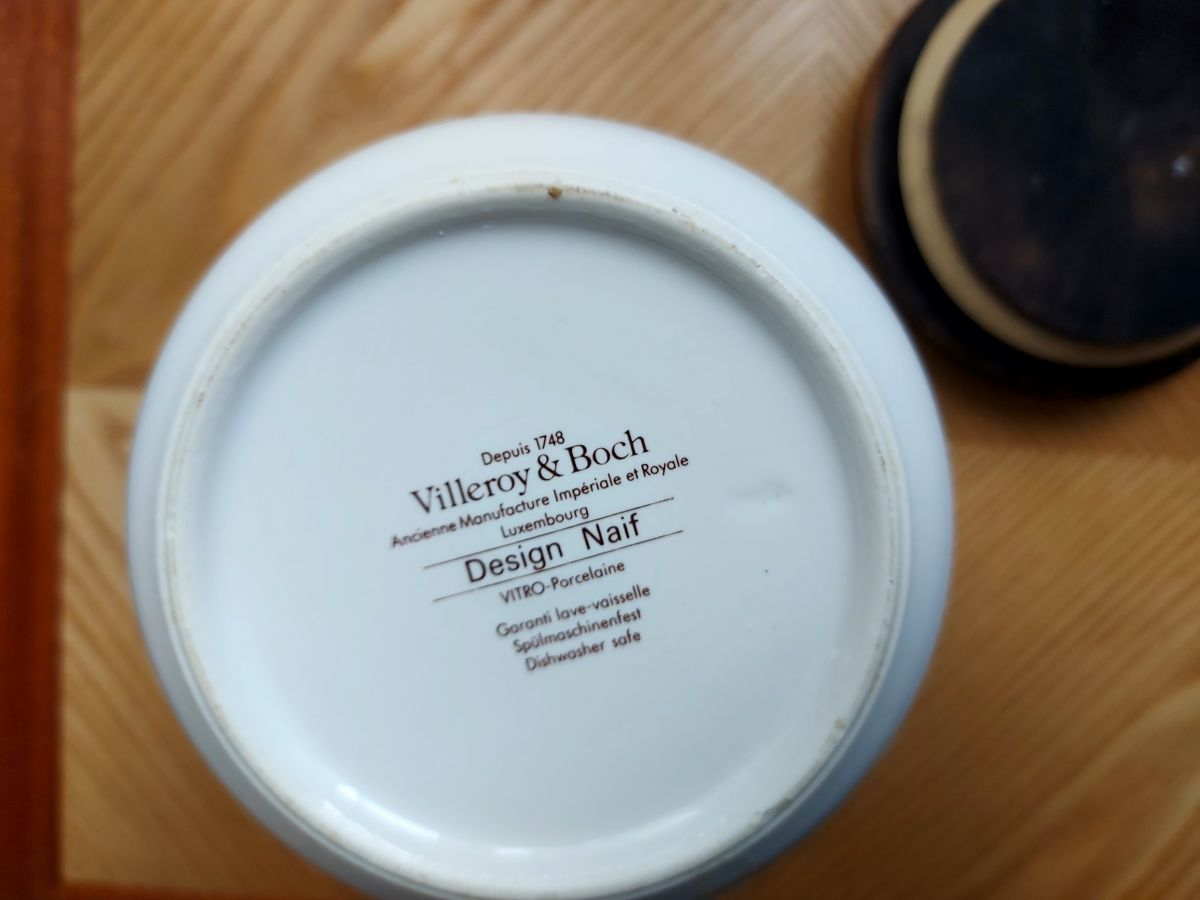 Depuis 1748
Villeroy & Boch
Ancienne Manufacture Impériale et Royale
Luxembourg
Design Naif
VITRO-Porcelaine
Garanti lave-vaisselle
Spülmaschinenfest
Dishwasher safe